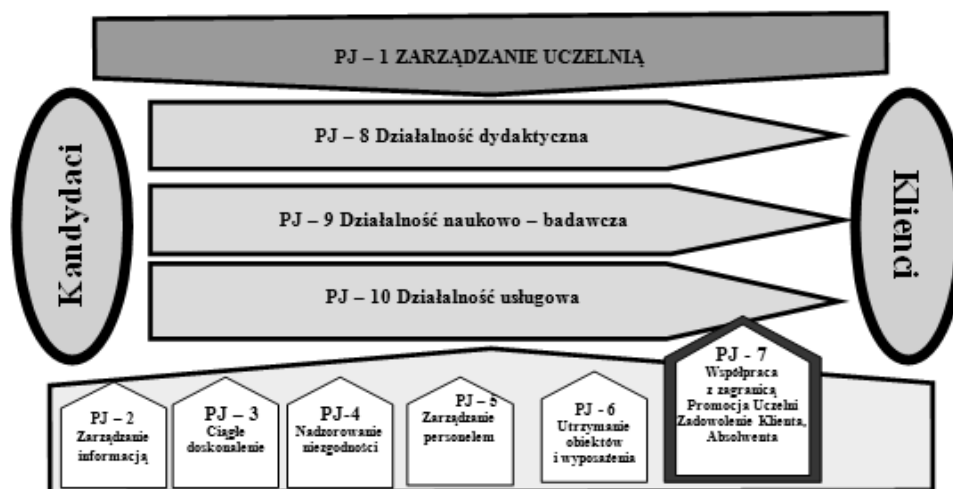 PJ – 1 ZARZĄDZANIE UCZELNIĄ
Kandydaci
PJ – 8 Działalność dydaktyczna
PJ – 9 Działalność naukowo – badawcza
PJ – 10 Działalność usługowa
Klienci
PJ – 2
Zarządzanie
informacją
PJ – 3
Ciągłe
doskonalenie
PJ-4
Nadzorowanie
niezgodności
PJ – 5
Zarządzanie
personelem
PJ - 6
Utrzymanie
obiektów
i wyposażenia
PJ - 7
Współpraca
z zagranicą
Promocja Uczelni
Zadowolenie Klienta,
Absolwenta